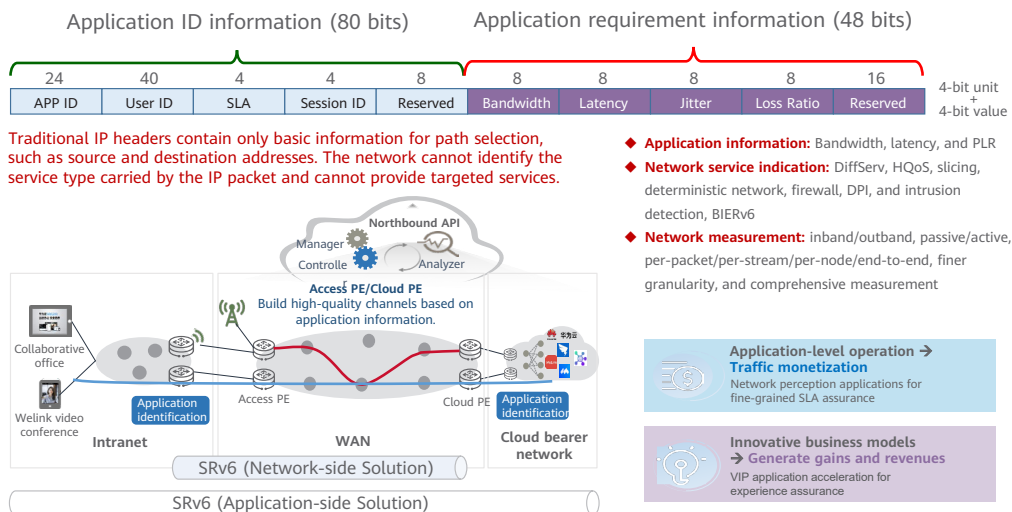 Application ID information (80 bits)
Application requirement information (48 bits)
24 40 4 4 8 8 8 8 8 16
APP ID User ID SLA Session ID Reserved Bandwidth Latency Jitter Loss Ratio Reserved
4-bit unit
+
4-bit value
Traditional IP headers contain only basic information for path selection,
such as source and destination addresses. The network cannot identify the
service type carried by the IP packet and cannot provide targeted services.
◆ Application information: Bandwidth, latency, and PLR
◆ Network service indication: DiffServ, HQoS, slicing,
deterministic network, firewall, DPI, and intrusion
detection, BIERv6
◆ Network measurement: inband/outband, passive/active,
per-packet/per-stream/per-node/end-to-end, finer
granularity, and comprehensive measurement
Northbound API
Manager
Controlle
Analyzer
Access PE/Cloud PE
Build high-quality channels based on
application information.
Collaborative
office
Welink video
conference
Application
identification
Intranet
Access PE
WAN
Cloud PE
华为云
Application
identification
Cloud bearer
network
SRv6 (Network-side Solution)
SRv6 (Application-side Solution)
Application-level operation →
Traffic monetization
Network perception applications for
fine-grained SLA assurance
Innovative business models
→ Generate gains and revenues
VIP application acceleration for
experience assurance